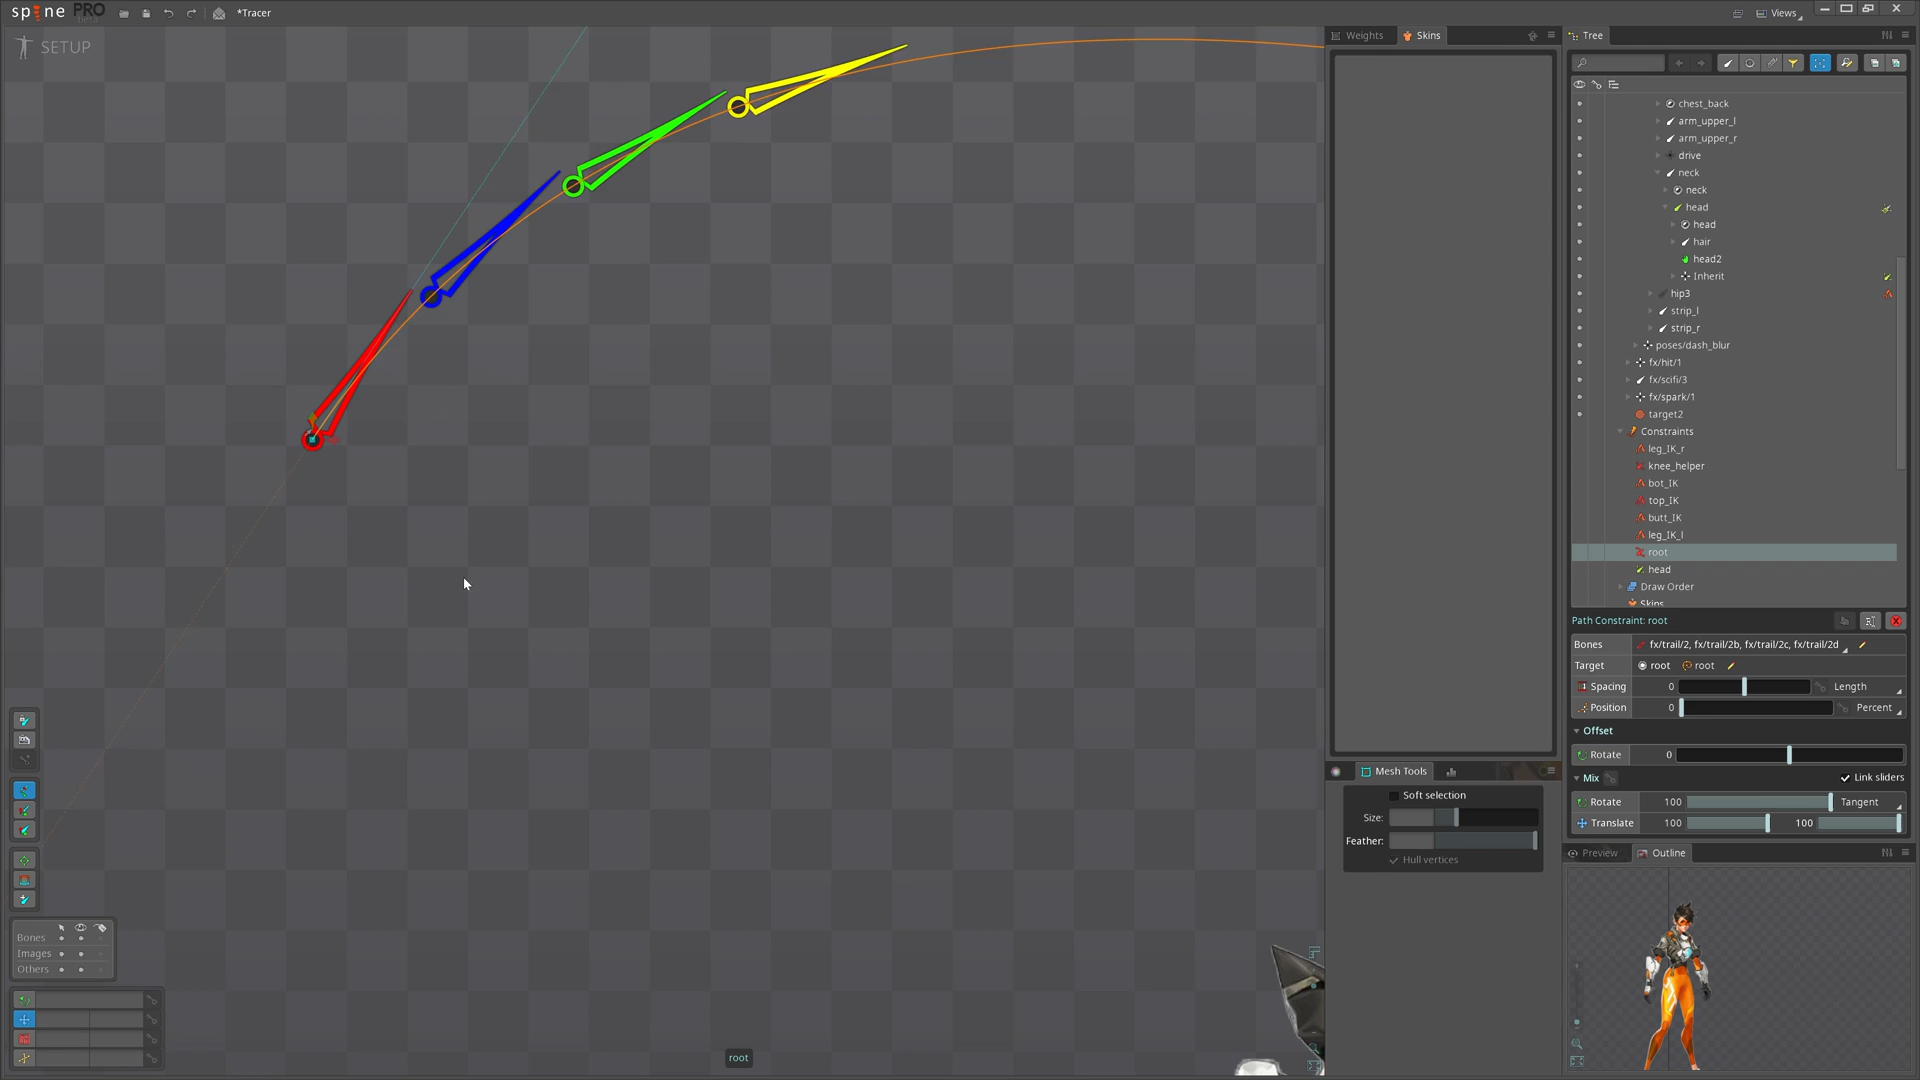 spine PRO
beta
*Tracer
Views
SETUP
Weights
Skins
Tree
chest_back
arm_upper_l
arm_upper_r
drive
neck
neck
head
head
hair
head2
Inherit
hip3
strip_l
strip_r
poses/dash_blur
fx/hit/1
fx/scifi/3
fx/spark/1
target2
Constraints
leg_IK_r
knee_helper
bot_IK
top_IK
butt_IK
leg_IK_l
root
head
Draw Order
Skins
Path Constraint: root
Bones fx/trail/2, fx/trail/2b, fx/trail/2c, fx/trail/2d
Target root root
Spacing 0 Length
Position 0 Percent
Offset
Rotate 0
Mix Link sliders
Rotate 100 Tangent
Translate 100 100
Mesh Tools
Soft selection
Size:
Feather:
Hull vertices
Preview Outline
Bones
Images
Others
root